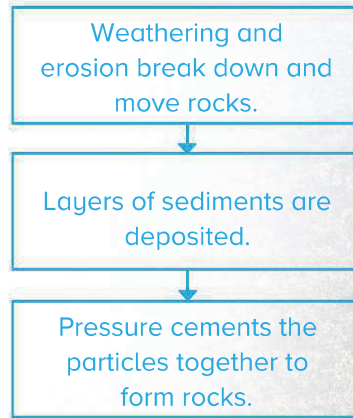 Weathering and
erosion break down and
move rocks.
Layers of sediments are
deposited.
Pressure cements the
particles together to
form rocks.